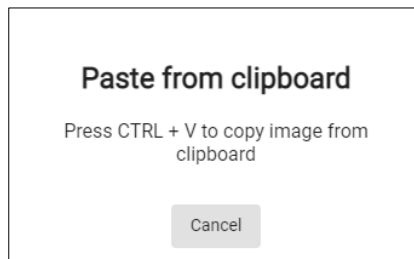 Paste from clipboard
Press CTRL + V to copy image from
clipboard
Cancel